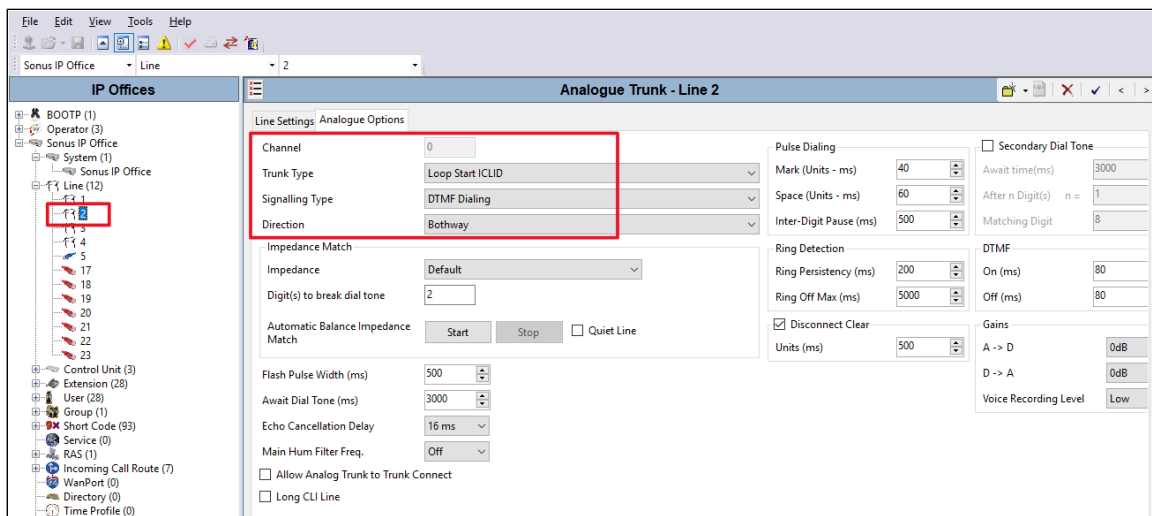 File Edit View Tools Help
Sonus IP Office Line 2
IP Offices
BOOTP (1)
Operator (3)
Sonus IP Office
System (1)
Sonus IP Office
Line (12)
1
2
3
4
5
17
18
19
20
21
22
23
Control Unit (3)
Extension (28)
User (28)
Group (1)
Short Code (93)
Service (0)
RAS (1)
Incoming Call Route (7)
WanPort (0)
Directory (0)
Time Profile (0)
Analogue Trunk - Line 2
Line Settings Analogue Options
Channel 0
Trunk Type Loop Start ICLID
Signalling Type DTMF Dialing
Direction Bothway
Impedance Match
Impedance Default
Digit(s) to break dial tone 2
Automatic Balance Impedance
Match
Start Stop Quiet Line
Flash Pulse Width (ms) 500
Await Dial Tone (ms) 3000
Echo Cancellation Delay 16 ms
Main Hum Filter Freq. Off
Allow Analog Trunk to Trunk Connect
Long CLI Line
Pulse Dialing
Mark (Units - ms) 40
Space (Units - ms) 60
Inter-Digit Pause (ms) 500
Ring Detection
Ring Persistency (ms) 200
Ring Off Max (ms) 5000
Disconnect Clear
Units (ms) 500
Secondary Dial Tone
Await time(ms) 3000
After n Digit(s) n = 1
Matching Digit 8
DTMF
On (ms) 80
Off (ms) 80
Gains
A -> D 0dB
D -> A 0dB
Voice Recording Level Low